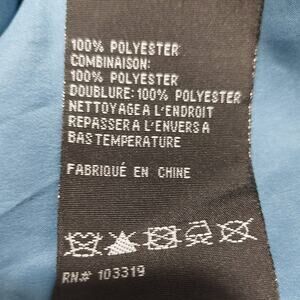 100% POLYESTER
COMBINAISON:
100% POLYESTER
DOUBLURE: 100% POLYESTER
NETTOYAGE A L'ENDROIT
REPASSER A L'ENVERS A
BAS TEMPERATURE
FABRIQUÉ EN CHINE
RN# 103319